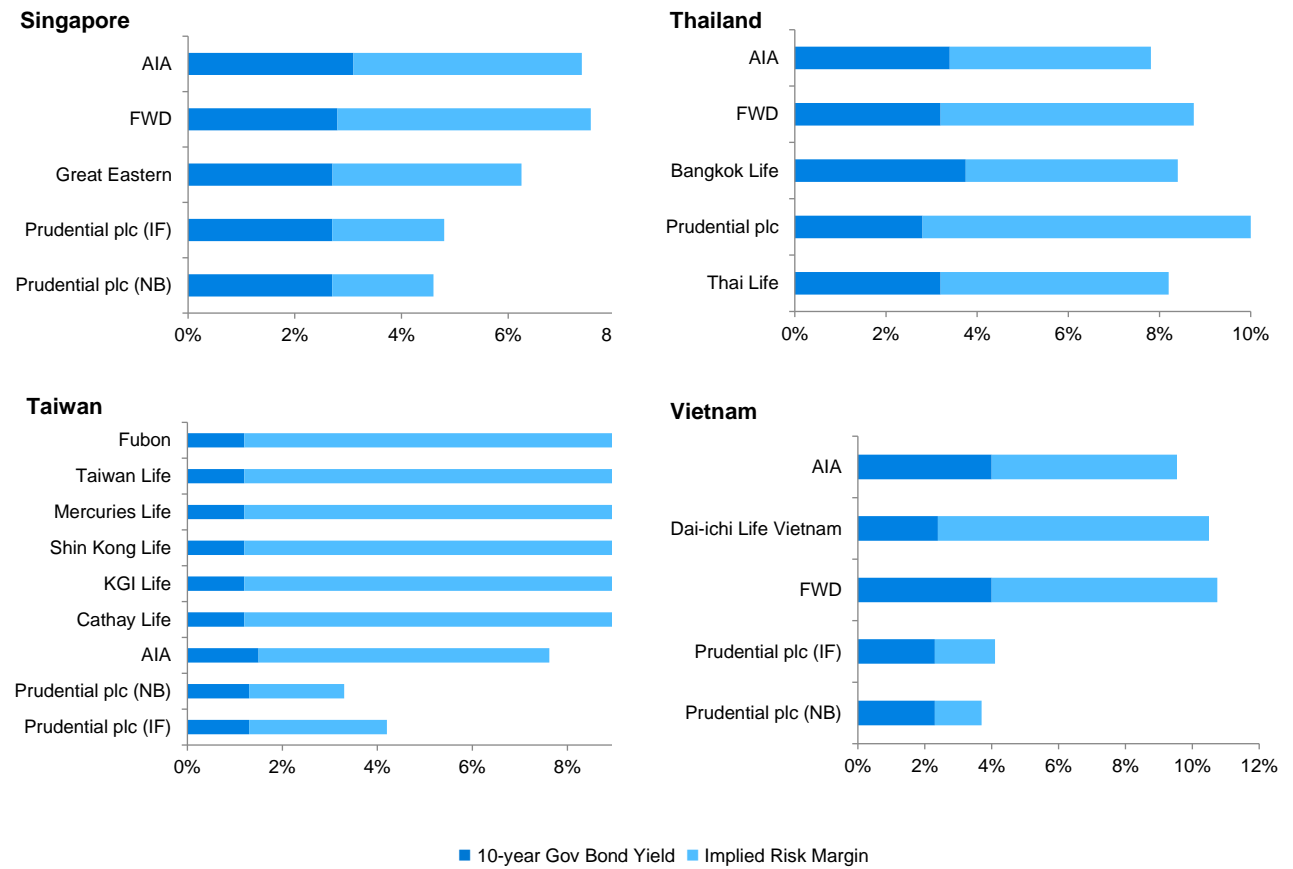 Singapore
AIA
FWD
Great Eastern
Prudential plc (IF)
Prudential plc (NB)
0% 2% 4% 6% 8
Thailand
AIA
FWD
Bangkok Life
Prudential plc
Thai Life
0% 2% 4% 6% 8% 10%
Taiwan
Fubon
Taiwan Life
Mercuries Life
Shin Kong Life
KGI Life
Cathay Life
AIA
Prudential plc (NB)
Prudential plc (IF)
0% 2% 4% 6% 8%
Vietnam
AIA
Dai-ichi Life Vietnam
FWD
Prudential plc (IF)
Prudential plc (NB)
0% 2% 4% 6% 8% 10% 12%
10-year Gov Bond Yield Implied Risk Margin